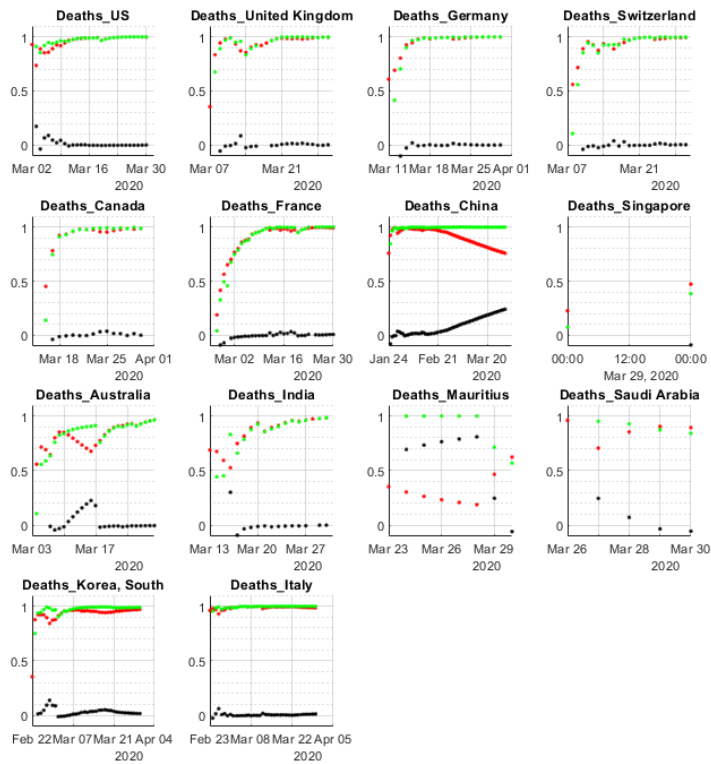 Deaths_US
1
0.5
0
Mar 02 Mar 16 Mar 30
2020
Deaths_United Kingdom
1
0.5
0
Mar 07 Mar 21
2020
Deaths_Germany
1
0.5
0
Mar 11 Mar 18 Mar 25 Apr 01
2020
Deaths_Switzerland
1
0.5
0
Mar 07 Mar 21
2020
Deaths_Canada
1
0.5
0
Mar 18 Mar 25 Apr 01
2020
Deaths_France
1
0.5
0
Mar 02 Mar 16 Mar 30
2020
Deaths_China
1
0.5
0
Jan 24 Feb 21 Mar 20
2020
Deaths_Singapore
1
0.5
0
00:00 12:00 00:00
Mar 29, 2020
Deaths_Australia
1
0.5
0
Mar 03 Mar 17
2020
Deaths_India
1
0.5
0
Mar 13 Mar 20 Mar 27
2020
Deaths_Mauritius
1
0.5
0
Mar 23 Mar 26 Mar 29
2020
Deaths_Saudi Arabia
1
0.5
0
Mar 26 Mar 28 Mar 30
2020
Deaths_Korea, South
1
0.5
0
Feb 22 Mar 07 Mar 21 Apr 04
2020
Deaths_Italy
1
0.5
0
Feb 23 Mar 08 Mar 22 Apr 05
2020